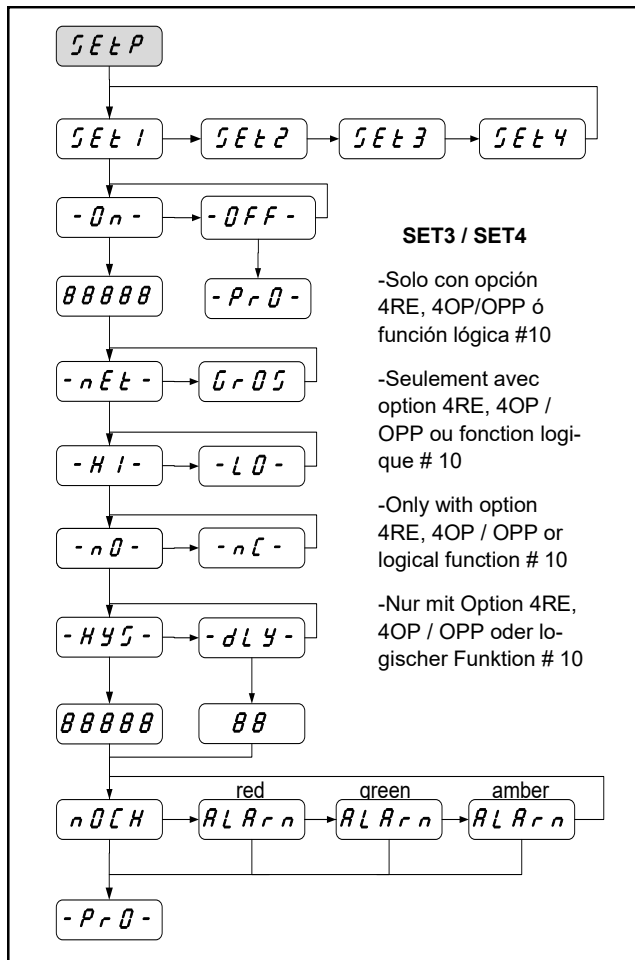 SEtP
SEt1 SEt2 SEt3 SEt4
-On- -OFF-
88888 -PrO-
-nEt- GrOS
-HI- -LO-
-nO- -nC-
-HYS- -dLY-
88888 88
red green amber
nOCH ALArn ALArn ALArn
-PrO-
SET3 / SET4
-Solo con opción
4RE, 4OP/OPP ó
función lógica #10
-Seulement avec
option 4RE, 4OP /
OPP ou fonction logi-
que # 10
-Only with option
4RE, 4OP / OPP or
logical function # 10
-Nur mit Option 4RE,
4OP / OPP oder lo-
gischer Funktion # 10